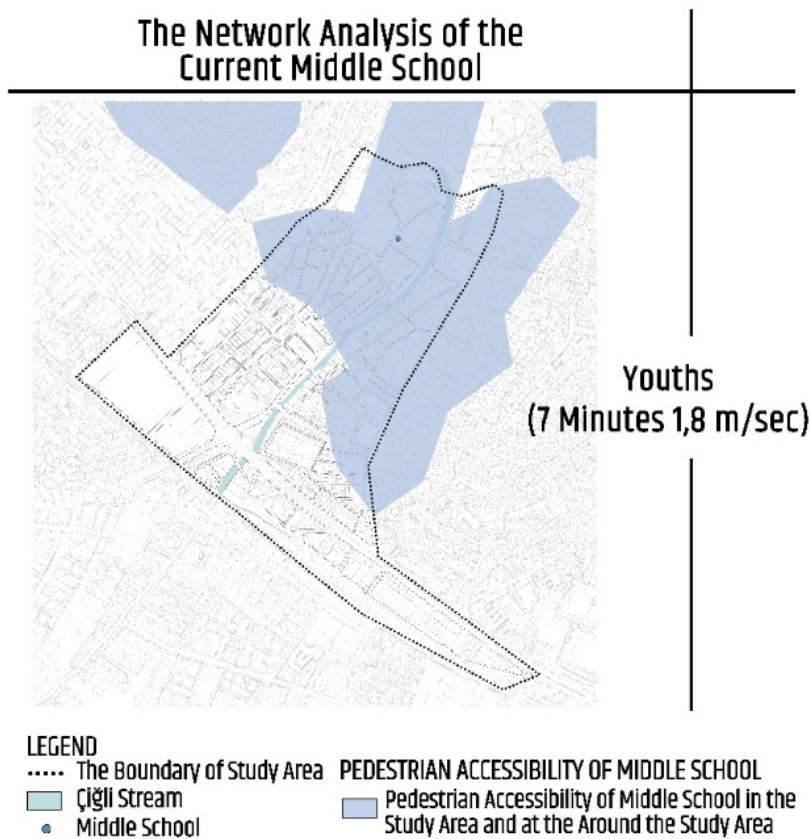 The Network Analysis of the
Current Middle School
Youths
(7 Minutes 1,8 m/sec)
LEGEND
The Boundary of Study Area
Çiğli Stream
Middle School
PEDESTRIAN ACCESSIBILITY OF MIDDLE SCHOOL
Pedestrian Accessibility of Middle School in the
Study Area and at the Around the Study Area